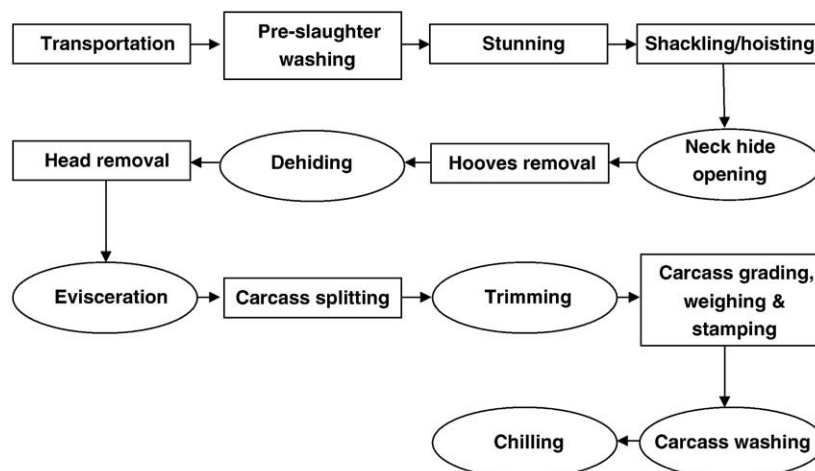 Transportation
Pre-slaughter
washing
Stunning
Shackling/hoisting
Neck hide
opening
Hooves removal
Dehiding
Head removal
Evisceration
Carcass splitting
Trimming
Carcass grading,
weighing &
stamping
Carcass washing
Chilling